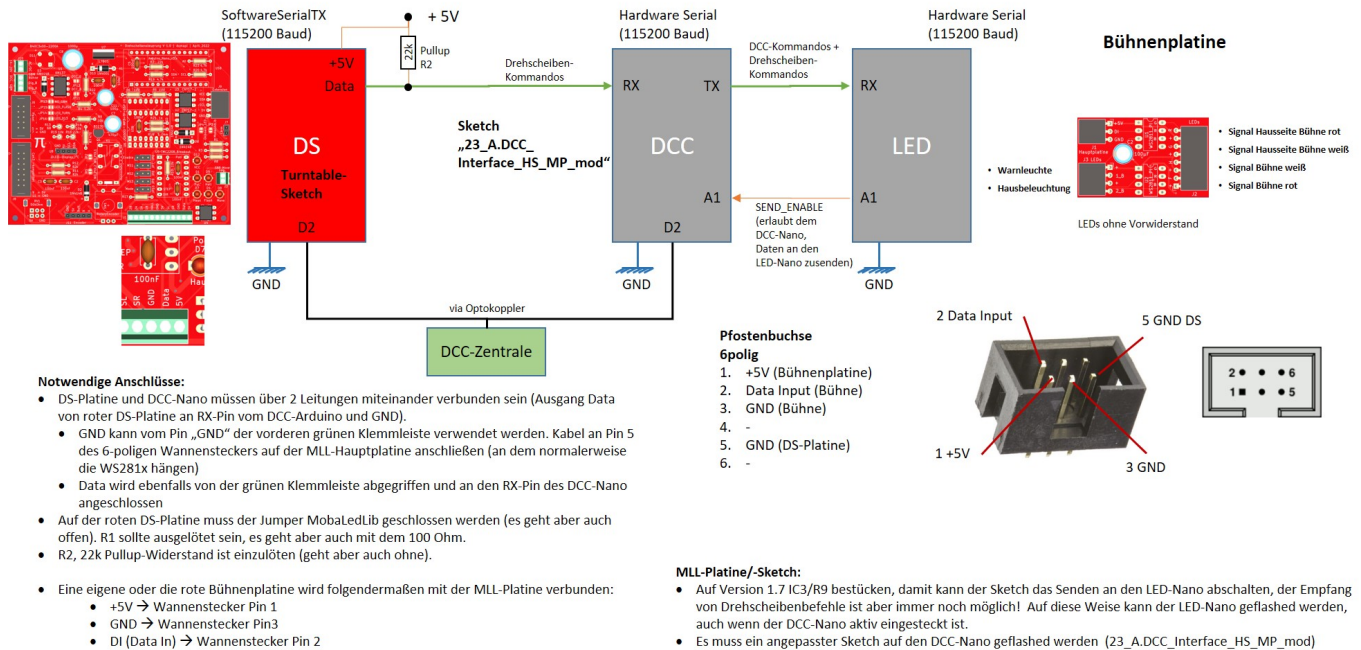 SoftwareSerialTX
(115200 Baud)
+ 5V
Hardware Serial
(115200 Baud)
Hardware Serial
(115200 Baud)
Bühnenplatine
22k
Pullup
R2
+5V
Data
DS
Turntable-
Sketch
D2
GND
Drehscheiben-
Kommandos
Sketch
„23_A.DCC_
Interface_HS_MP_mod“
RX
TX
DCC
A1
D2
GND
DCC-Kommandos +
Drehscheiben-
Kommandos
SEND_ENABLE
(erlaubt dem
DCC-Nano,
Daten an den
LED-Nano zusenden)
RX
LED
A1
GND
• Warnleuchte
• Hausbeleuchtung
• Signal Hausseite Bühne rot
• Signal Hausseite Bühne weiß
• Signal Bühne weiß
• Signal Bühne rot
LEDs ohne Vorwiderstand
100nF
SL
SR
GND
Data
5V
via Optokoppler
DCC-Zentrale
Pfostenbuchse
6polig
1. +5V (Bühnenplatine)
2. Data Input (Bühne)
3. GND (Bühne)
4. -
5. GND (DS-Platine)
6. -
2 Data Input
5 GND DS
1 +5V
3 GND
2
6
1
5
Notwendige Anschlüsse:
• DS-Platine und DCC-Nano müssen über 2 Leitungen miteinander verbunden sein (Ausgang Data
von roter DS-Platine an RX-Pin vom DCC-Arduino und GND).
• GND kann vom Pin „GND“ der vorderen grünen Klemmleiste verwendet werden. Kabel an Pin 5
des 6-poligen Wannensteckers auf der MLL-Hauptplatine anschließen (an dem normalerweise
die WS281x hängen)
• Data wird ebenfalls von der grünen Klemmleiste abgegriffen und an den RX-Pin des DCC-Nano
angeschlossen
• Auf der roten DS-Platine muss der Jumper MobaLedLib geschlossen werden (es geht aber auch
offen). R1 sollte ausgelötet sein, es geht aber auch mit dem 100 Ohm.
• R2, 22k Pullup-Widerstand ist einzulöten (geht aber auch ohne).
• Eine eigene oder die rote Bühnenplatine wird folgendermaßen mit der MLL-Platine verbunden:
• +5V → Wannenstecker Pin 1
• GND → Wannenstecker Pin3
• DI (Data In) → Wannenstecker Pin 2
MLL-Platine/-Sketch:
• Auf Version 1.7 IC3/R9 bestücken, damit kann der Sketch das Senden an den LED-Nano abschalten, der Empfang
von Drehscheibenbefehle ist aber immer noch möglich! Auf diese Weise kann der LED-Nano geflashed werden,
auch wenn der DCC-Nano aktiv eingesteckt ist.
• Es muss ein angepasster Sketch auf den DCC-Nano geflashed werden (23_A.DCC_Interface_HS_MP_mod)